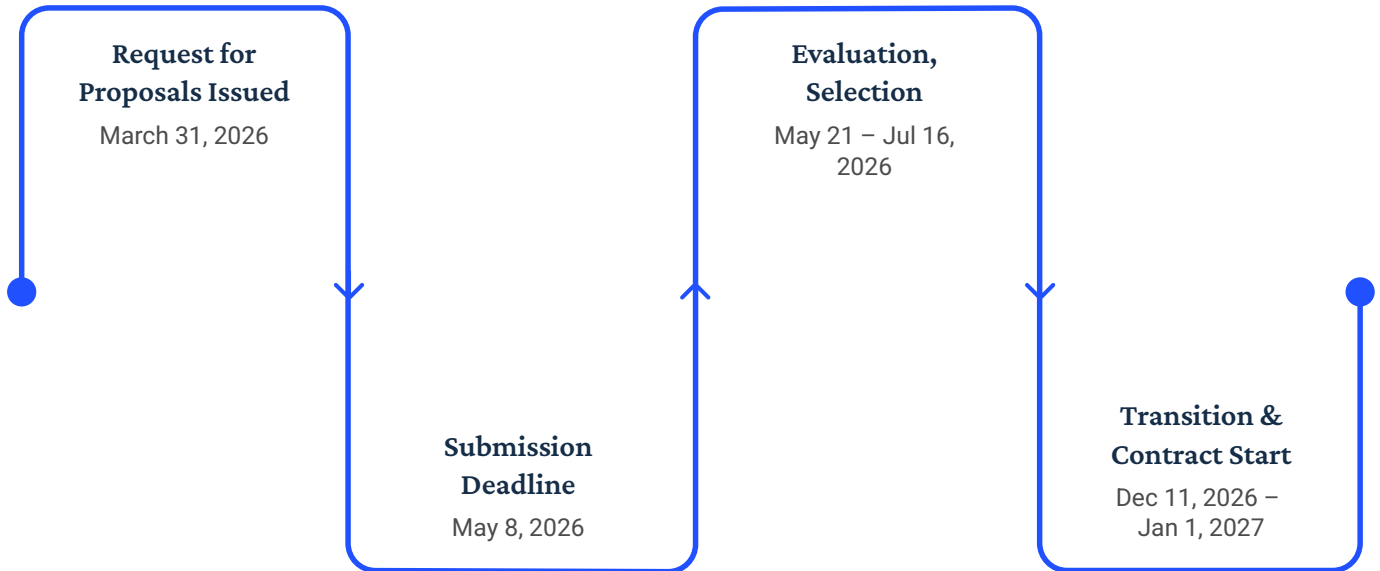 Request for
Proposals Issued
March 31, 2026
Submission
Deadline
May 8, 2026
Evaluation,
Selection
May 21 – Jul 16,
2026
Transition &
Contract Start
Dec 11, 2026 –
Jan 1, 2027